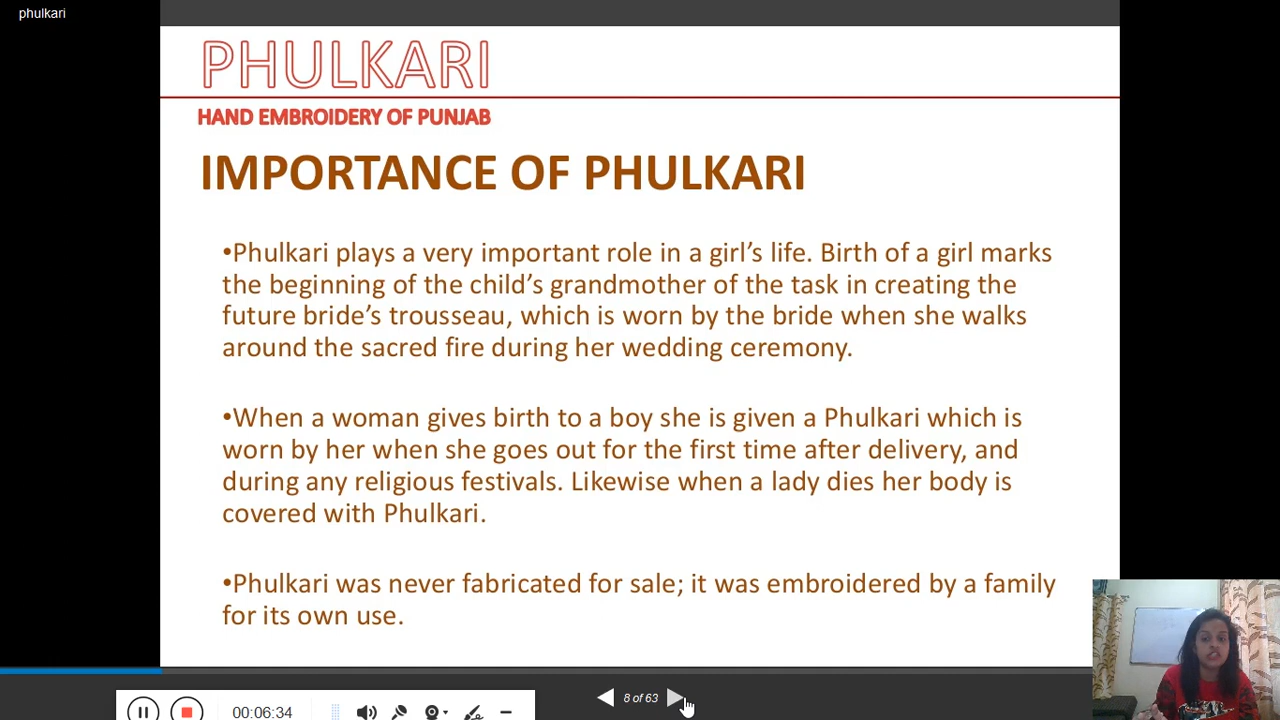 phulkari
PHULKARI
HAND EMBROIDERY OF PUNJAB
IMPORTANCE OF PHULKARI
•Phulkari plays a very important role in a girl’s life. Birth of a girl marks
the beginning of the child’s grandmother of the task in creating the
future bride’s trousseau, which is worn by the bride when she walks
around the sacred fire during her wedding ceremony.
•When a woman gives birth to a boy she is given a Phulkari which is
worn by her when she goes out for the first time after delivery, and
during any religious festivals. Likewise when a lady dies her body is
covered with Phulkari.
•Phulkari was never fabricated for sale; it was embroidered by a family
for its own use.
8 of 63
00:06:34